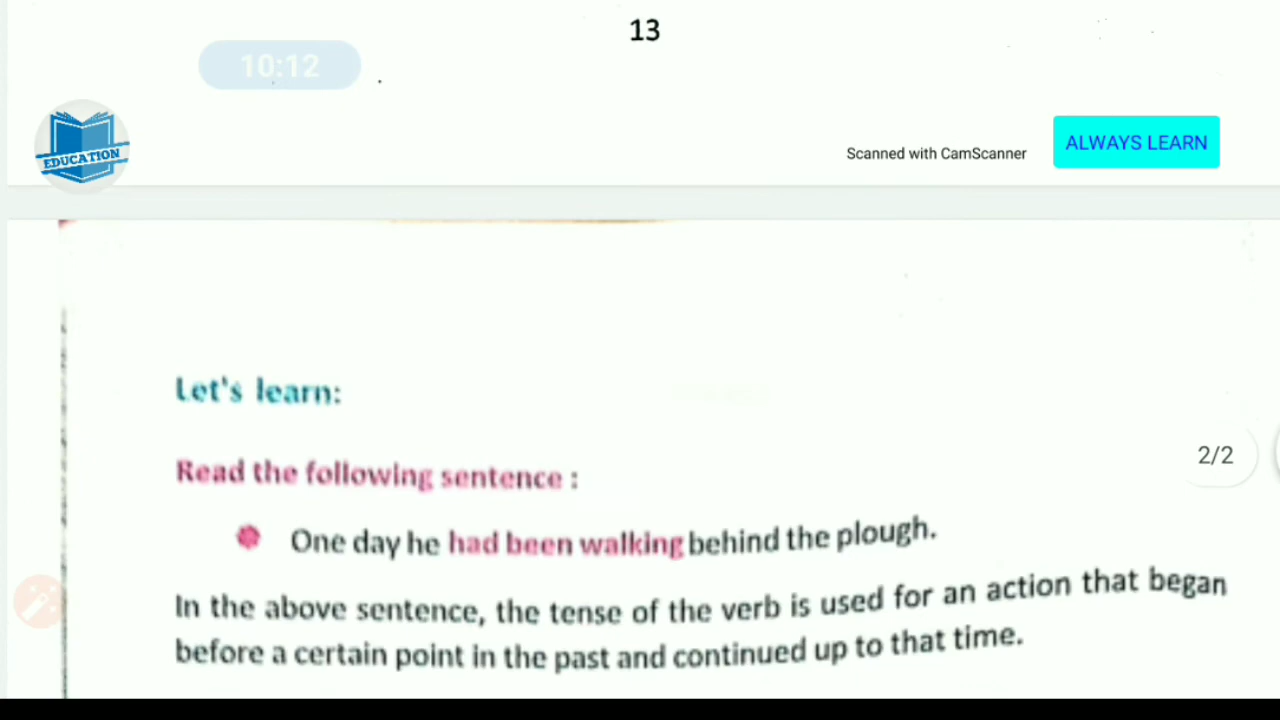 13
10:12
EDUCATION
Scanned with CamScanner
ALWAYS LEARN
Let's learn:
Read the following sentence :
2/2
One day he had been walking behind the plough.
In the above sentence, the tense of the verb is used for an action that began
before a certain point in the past and continued up to that time.